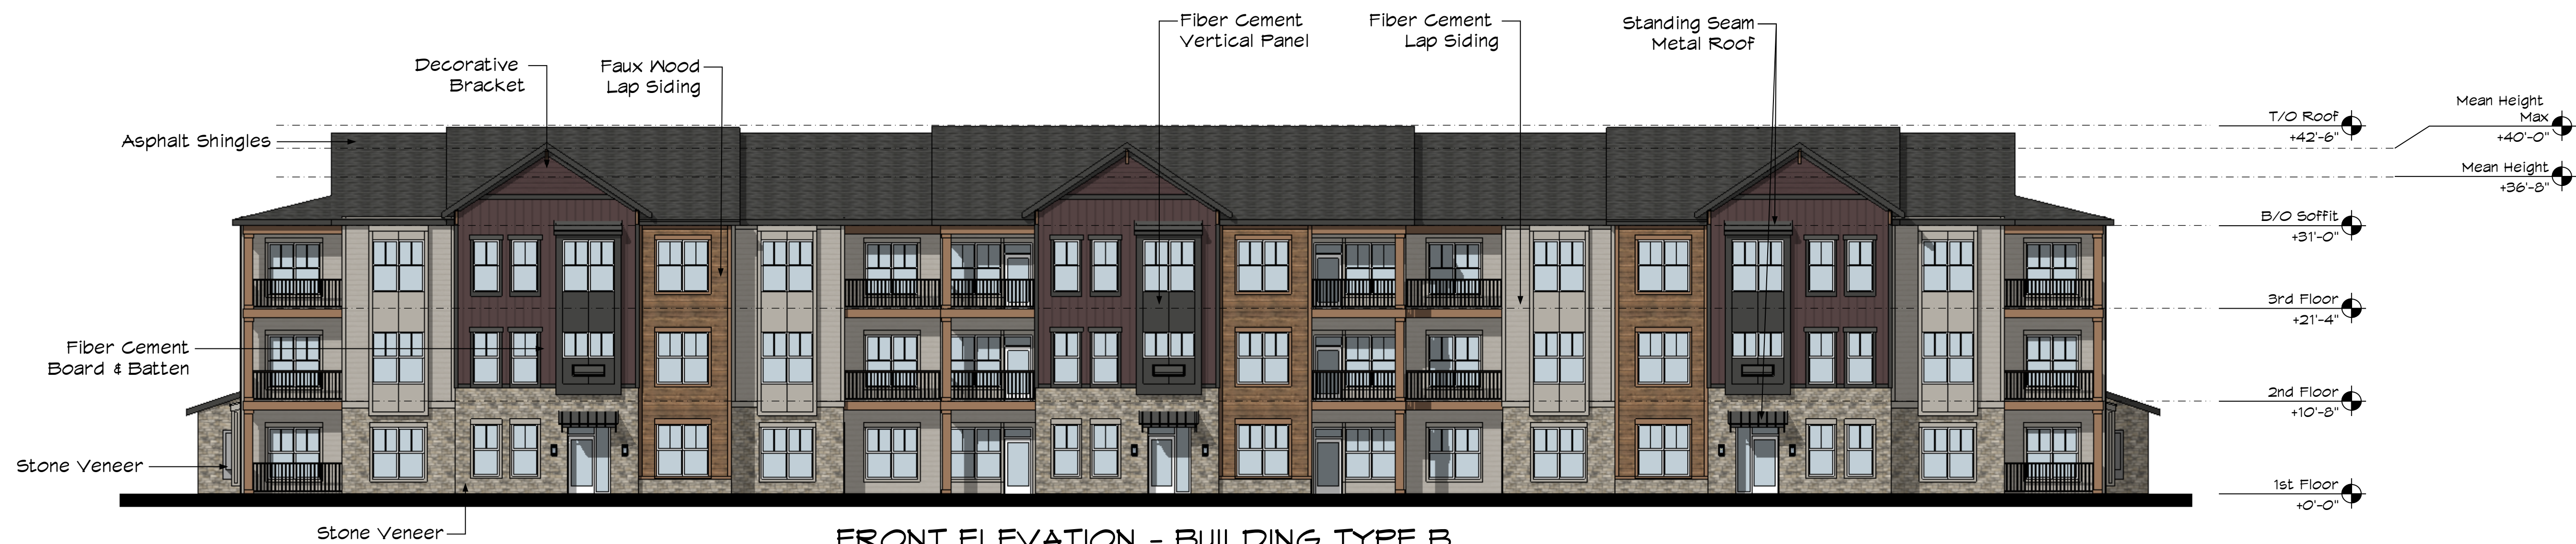 Fiber Cement
Vertical Panel
Fiber Cement
Lap Siding
Standing Seam
Metal Roof
Decorative
Bracket
Faux Wood
Lap Siding
Asphalt Shingles
Fiber Cement
Board & Batten
Stone Veneer
Stone Veneer
T/O Roof
+42'-6"
Mean Height
Max
+40'-0"
Mean Height
+36'-8"
B/O Soffit
+31'-0"
3rd Floor
+21'-4"
2nd Floor
+10'-8"
1st Floor
+0'-0"
FRONT ELEVATION - BUILDING TYPE B